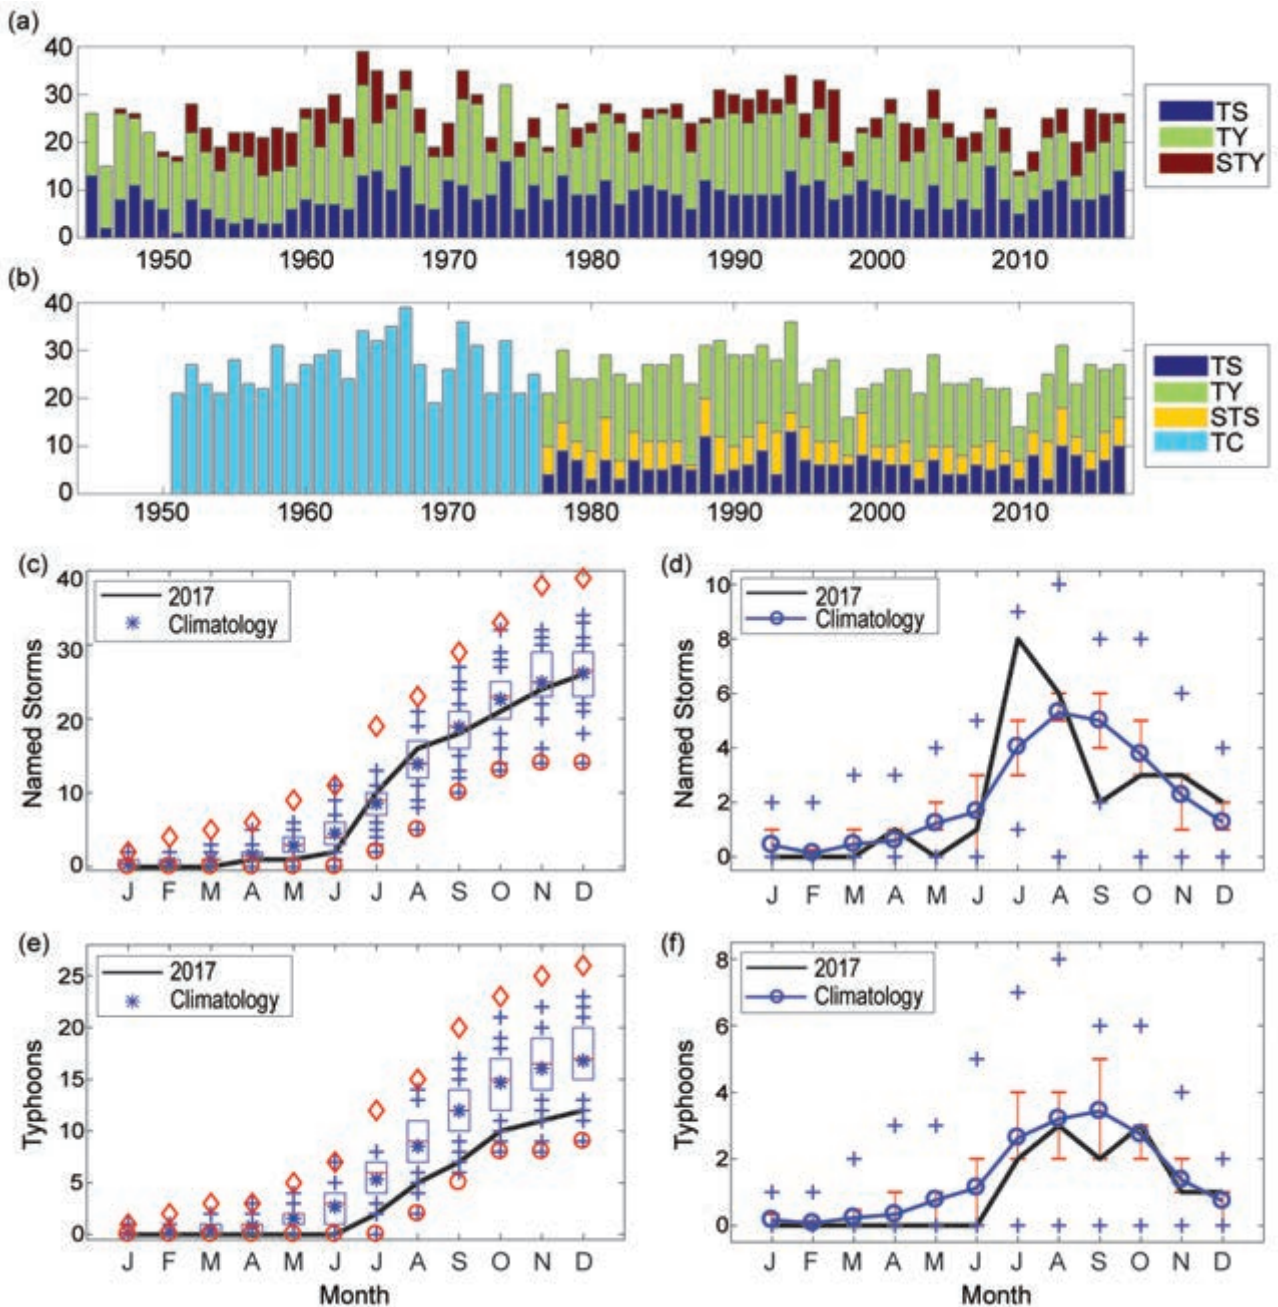 (a)
40
30
20
10
0
1950 1960 1970 1980 1990 2000 2010
TS
TY
STY
(b)
40
30
20
10
0
1950 1960 1970 1980 1990 2000 2010
TS
TY
STS
TC
(c)
40
30
20
10
0
Named Storms
2017
Climatology
J F M A M J J A S O N D
(d)
10
8
6
4
2
0
Named Storms
2017
Climatology
J F M A M J J A S O N D
(e)
25
20
15
10
5
0
Typhoons
2017
Climatology
J F M A M J J A S O N D
Month
(f)
8
6
4
2
0
Typhoons
2017
Climatology
J F M A M J J A S O N D
Month